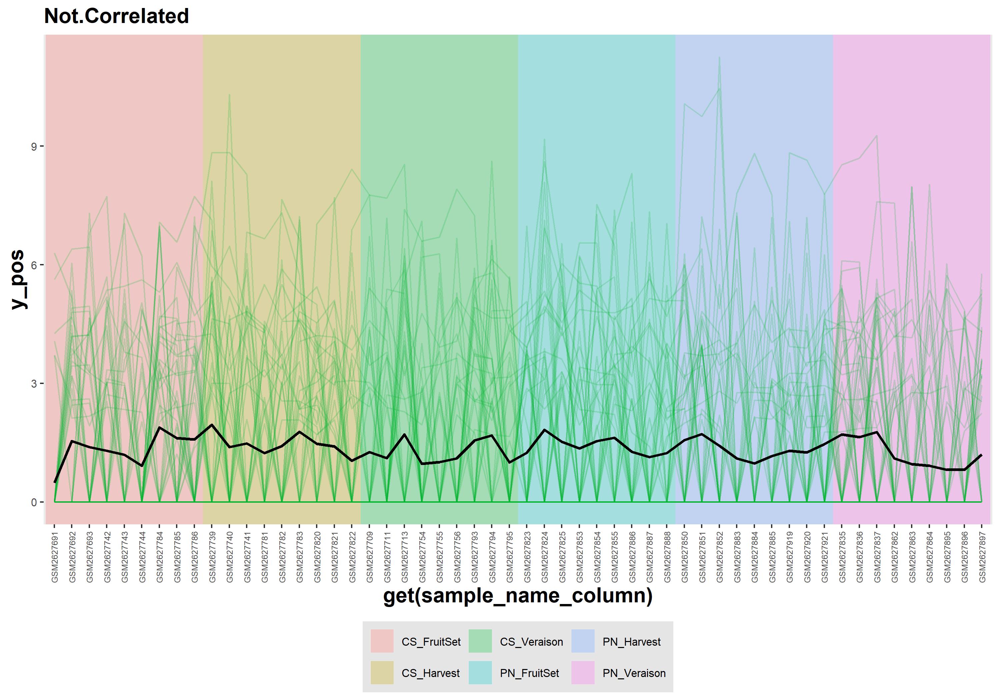 Not.Correlated
y_pos
9
6
3
0
GSM2627691
GSM2627692
GSM2627693
GSM2627742
GSM2627743
GSM2627744
GSM2627784
GSM2627785
GSM2627786
GSM2627739
GSM2627740
GSM2627741
GSM2627781
GSM2627782
GSM2627783
GSM2627820
GSM2627821
GSM2627822
GSM2627709
GSM2627711
GSM2627713
GSM2627754
GSM2627755
GSM2627756
GSM2627793
GSM2627794
GSM2627795
GSM2627823
GSM2627824
GSM2627825
GSM2627853
GSM2627854
GSM2627855
GSM2627886
GSM2627887
GSM2627888
GSM2627850
GSM2627851
GSM2627852
GSM2627883
GSM2627884
GSM2627885
GSM2627919
GSM2627920
GSM2627921
GSM2627835
GSM2627836
GSM2627837
GSM2627862
GSM2627863
GSM2627864
GSM2627895
GSM2627896
GSM2627897
get(sample_name_column)
CS_FruitSet CS_Veraison PN_Harvest
CS_Harvest PN_FruitSet PN_Veraison